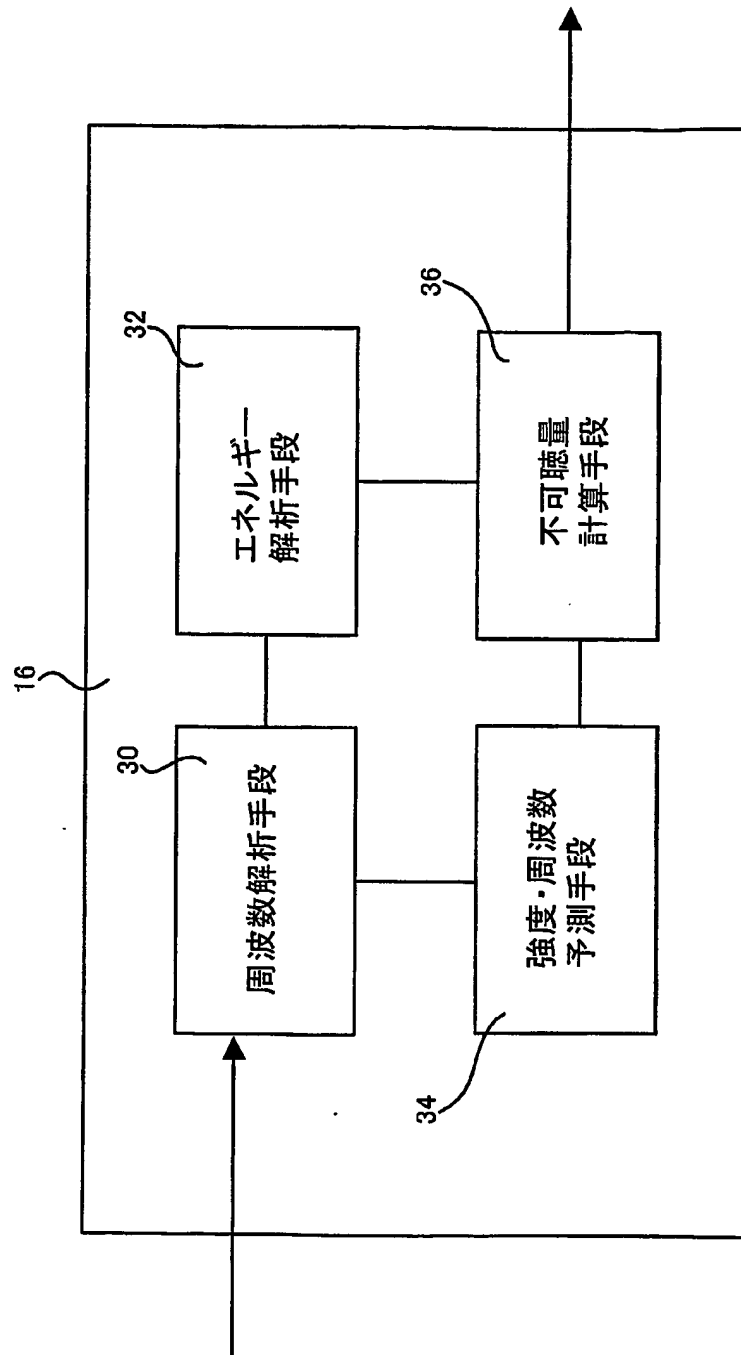 16
30
周波数解析手段
32
エネルギー
解析手段
34
強度・周波数
予測手段
36
不可聴量
計算手段